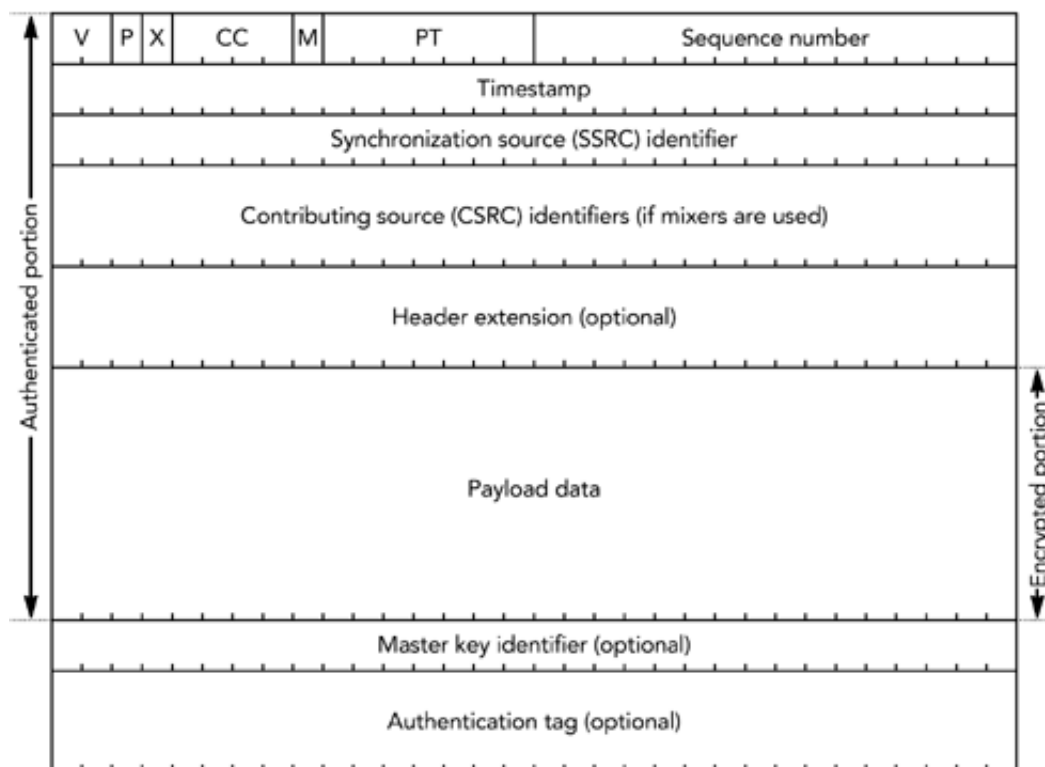 V P X CC M PT Sequence number
Timestamp
Synchronization source (SSRC) identifier
Contributing source (CSRC) identifiers (if mixers are used)
Header extension (optional)
Authenticated portion
Payload data
Encrypted portion
Master key identifier (optional)
Authentication tag (optional)